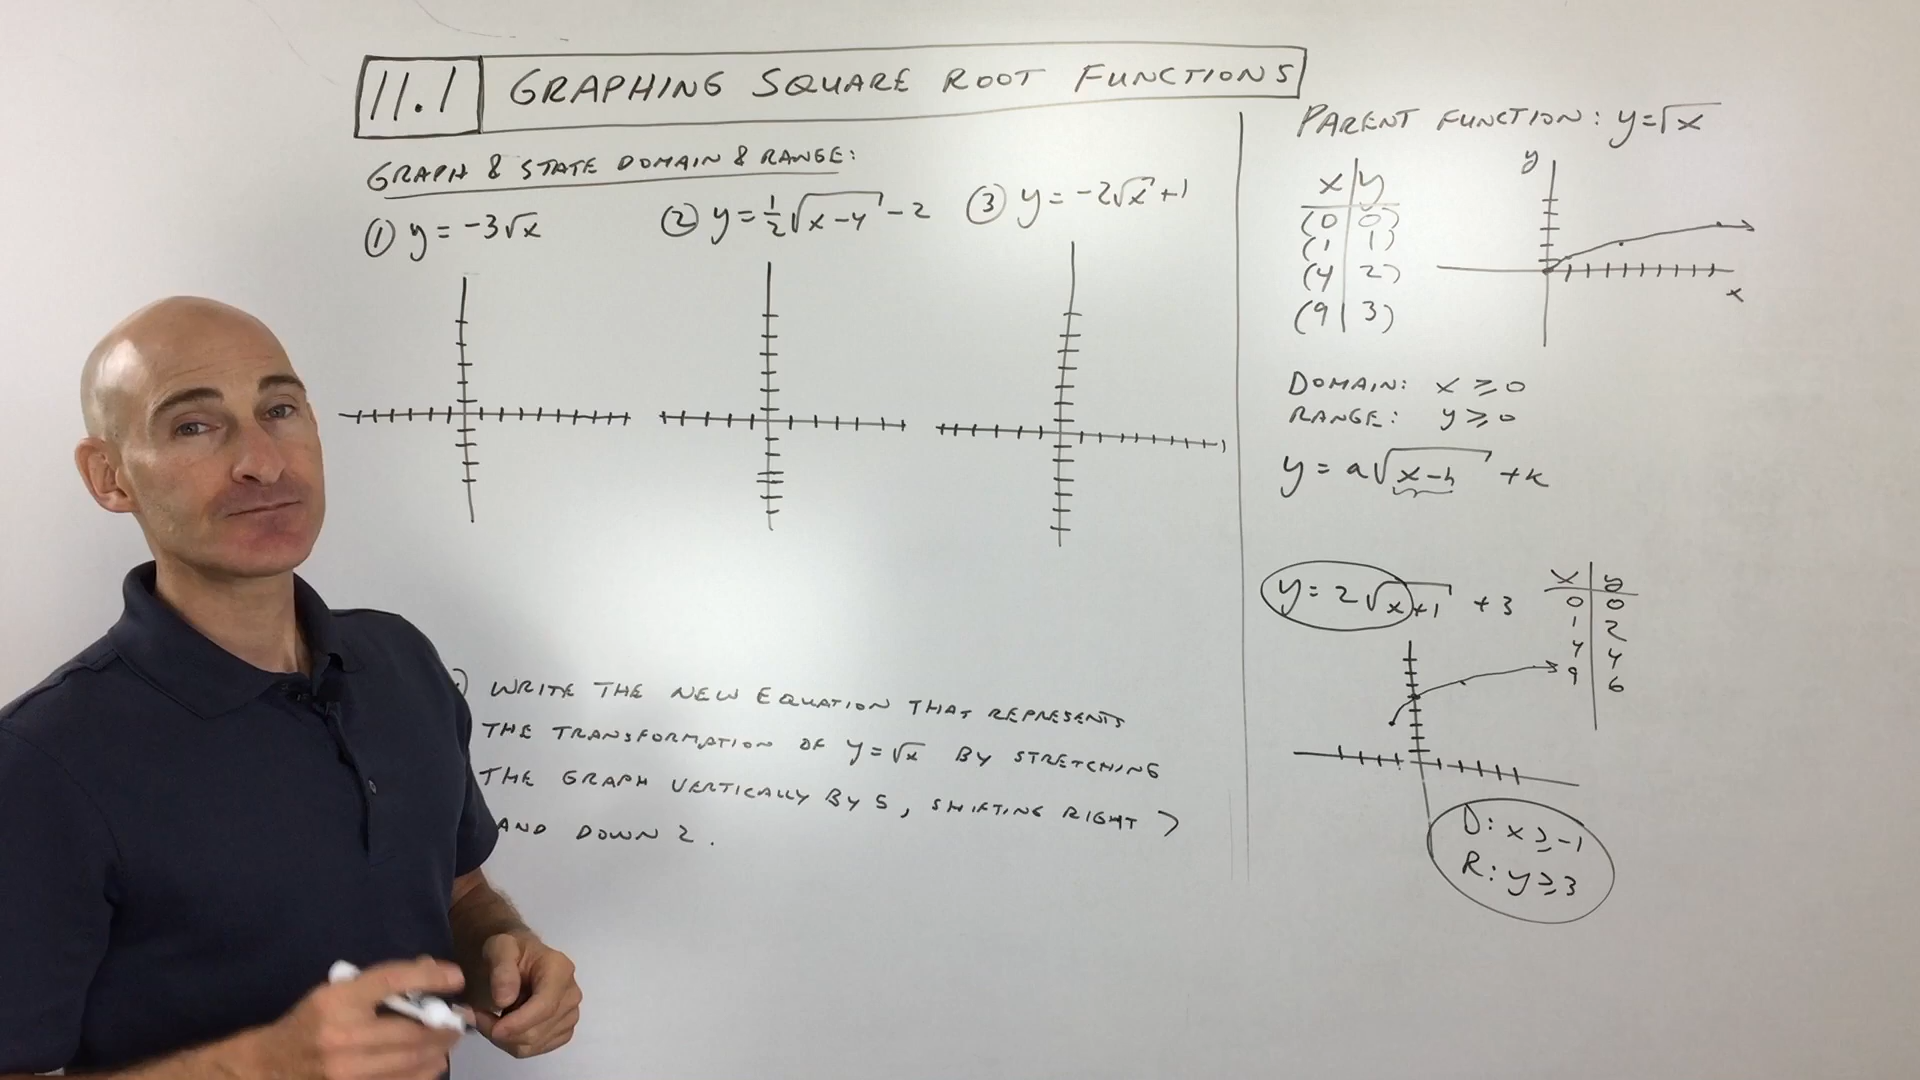 11.1 GRAPHING SQUARE ROOT FUNCTIONS
GRAPH & STATE DOMAIN & RANGE:
① y = -3√x
② y = ½√(x-4) - 2
③ y = -2√x + 1
WRITE THE NEW EQUATION THAT REPRESENTS
THE TRANSFORMATION OF y=√x BY STRETCHING
THE GRAPH VERTICALLY BY 5, SHIFTING RIGHT 7
AND DOWN 2.
PARENT FUNCTION: y=√x
x | y
(0 | 0)
(1 | 1)
(4 | 2)
(9 | 3)
y
x
DOMAIN: x ≥ 0
RANGE: y ≥ 0
y = a√(x-h) + k
y = 2√(x+1) + 3
x | y
0 | 0
1 | 2
4 | 4
9 | 6
D: x ≥ -1
R: y ≥ 3